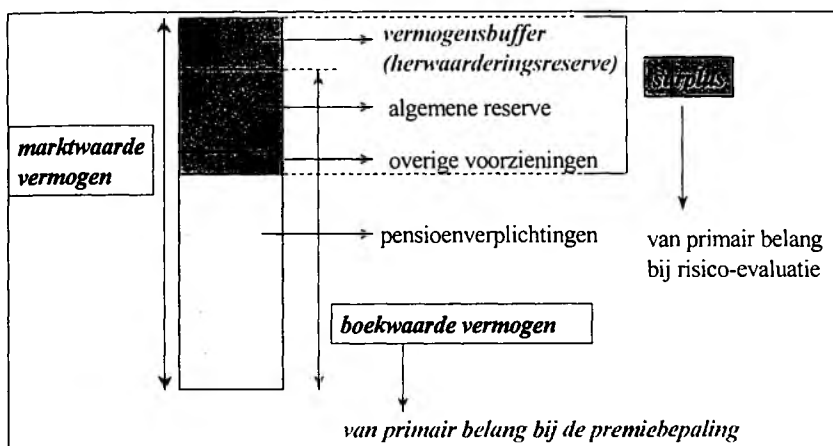 vermogensbuffer
(herwaarderingsreserve)
surplus
algemene reserve
marktwaarde
vermogen
overige voorzieningen
pensioenverplichtingen
van primair belang
bij risico-evaluatie
boekwaarde vermogen
van primair belang bij de premiebepaling